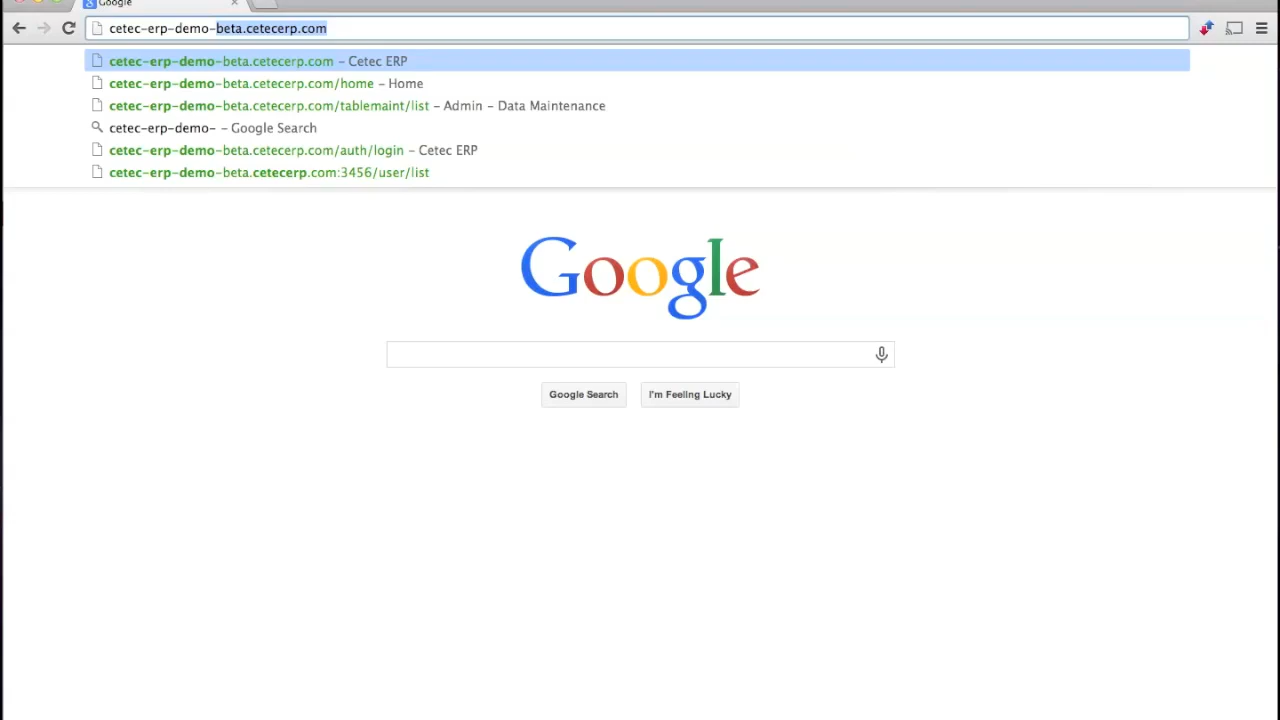 Google
cetec-erp-demo-beta.cetecerp.com
cetec-erp-demo-beta.cetecerp.com – Cetec ERP
cetec-erp-demo-beta.cetecerp.com/home – Home
cetec-erp-demo-beta.cetecerp.com/tablemaint/list – Admin – Data Maintenance
cetec-erp-demo- – Google Search
cetec-erp-demo-beta.cetecerp.com/auth/login – Cetec ERP
cetec-erp-demo-beta.cetecerp.com:3456/user/list
Google
Google Search I'm Feeling Lucky